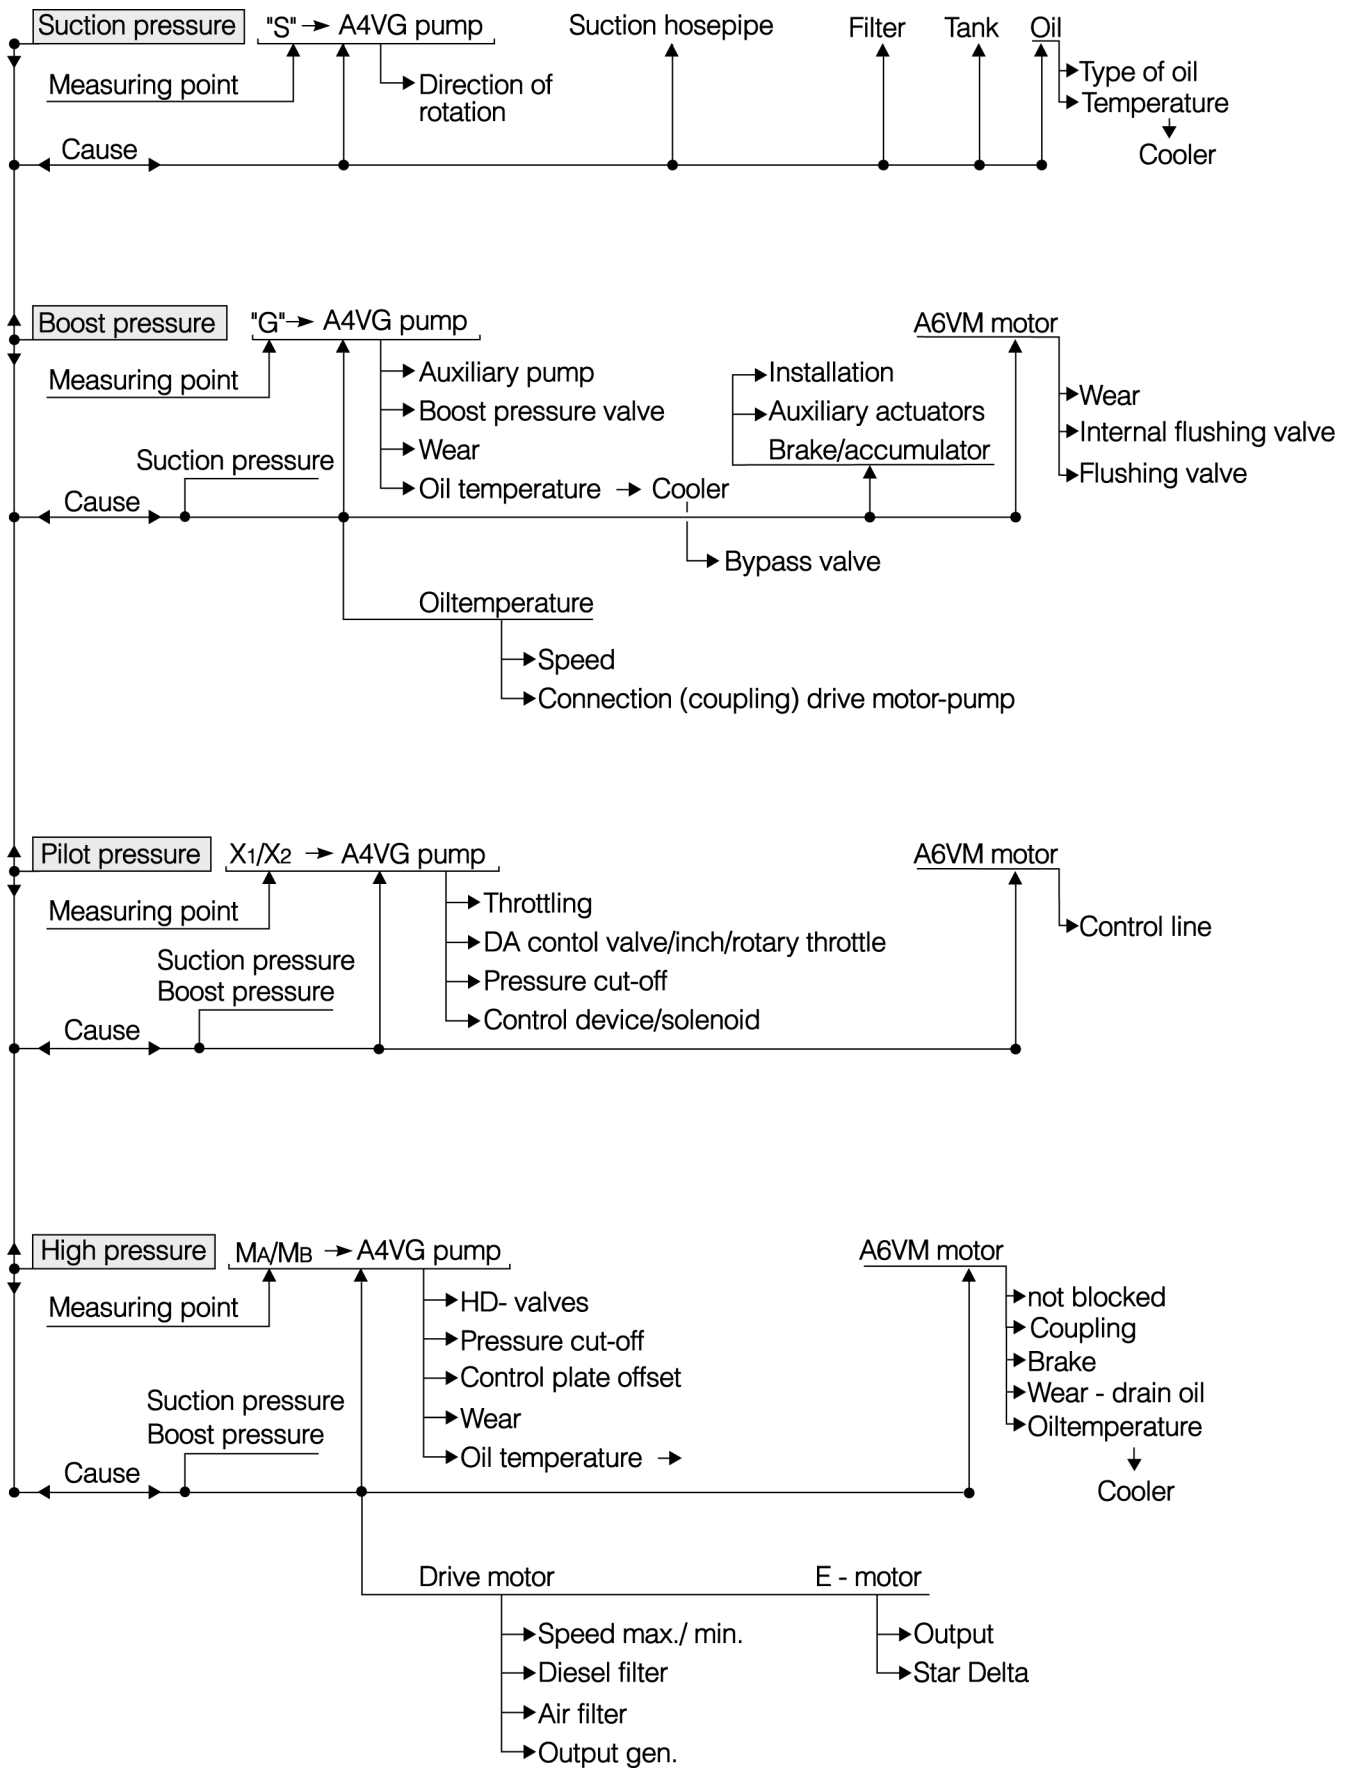 Suction pressure "S" A4VG pump Suction hosepipe Filter Tank Oil
Measuring point
Direction of
rotation
Type of oil
Temperature
Cooler
Cause
Boost pressure "G" A4VG pump A6VM motor
Measuring point
Auxiliary pump
Boost pressure valve
Wear
Oil temperature Cooler
Bypass valve
Installation
Auxiliary actuators
Brake/accumulator
Wear
Internal flushing valve
Flushing valve
Suction pressure
Cause
Oiltemperature
Speed
Connection (coupling) drive motor-pump
Pilot pressure X1/X2 A4VG pump A6VM motor
Measuring point
Throttling
DA contol valve/inch/rotary throttle
Pressure cut-off
Control device/solenoid
Control line
Suction pressure
Boost pressure
Cause
High pressure MA/MB A4VG pump A6VM motor
Measuring point
HD- valves
Pressure cut-off
Control plate offset
Wear
Oil temperature
not blocked
Coupling
Brake
Wear - drain oil
Oiltemperature
Cooler
Suction pressure
Boost pressure
Cause
Drive motor E - motor
Speed max./ min.
Diesel filter
Air filter
Output gen.
Output
Star Delta